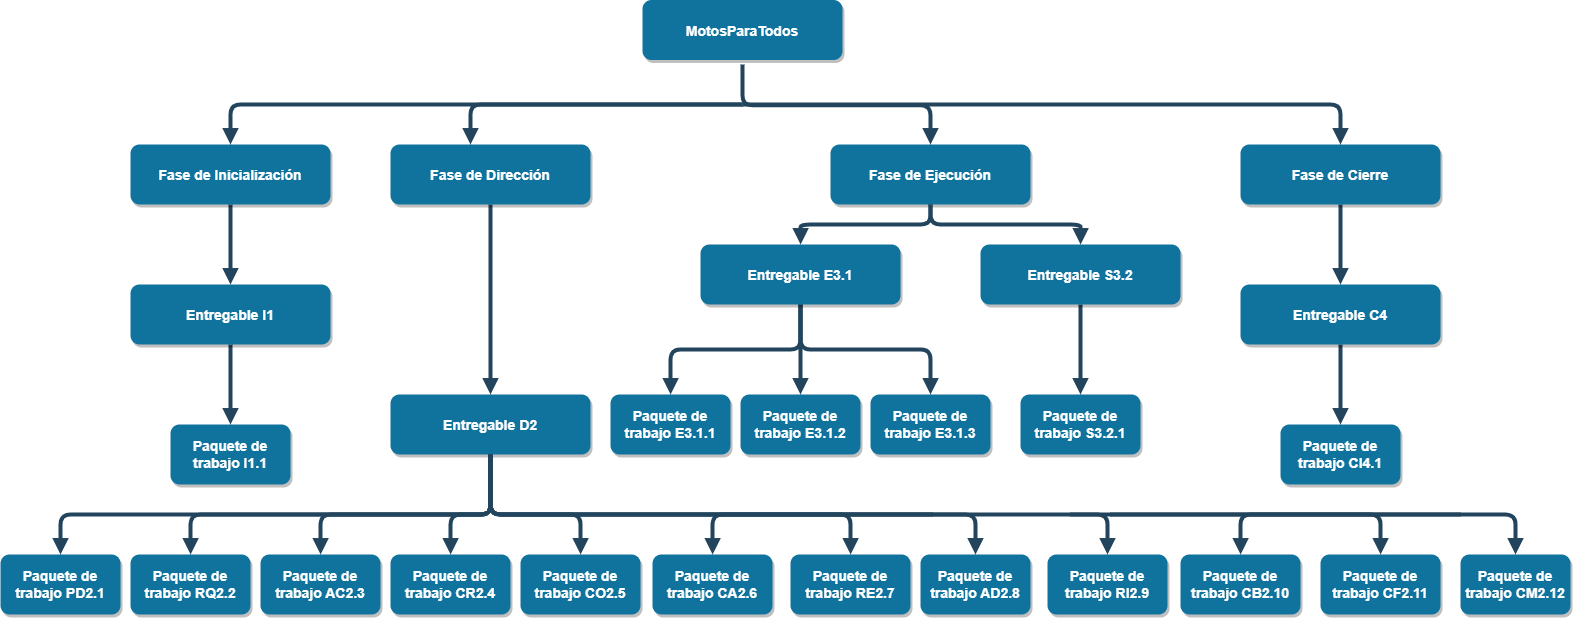 MotosParaTodos
Fase de Inicialización
Fase de Dirección
Fase de Ejecución
Fase de Cierre
Entregable E3.1
Entregable S3.2
Entregable I1
Entregable C4
Entregable D2
Paquete de
trabajo E3.1.1
Paquete de
trabajo E3.1.2
Paquete de
trabajo E3.1.3
Paquete de
trabajo S3.2.1
Paquete de
trabajo I1.1
Paquete de
trabajo CI4.1
Paquete de
trabajo PD2.1
Paquete de
trabajo RQ2.2
Paquete de
trabajo AC2.3
Paquete de
trabajo CR2.4
Paquete de
trabajo CO2.5
Paquete de
trabajo CA2.6
Paquete de
trabajo RE2.7
Paquete de
trabajo AD2.8
Paquete de
trabajo RI2.9
Paquete de
trabajo CB2.10
Paquete de
trabajo CF2.11
Paquete de
trabajo CM2.12